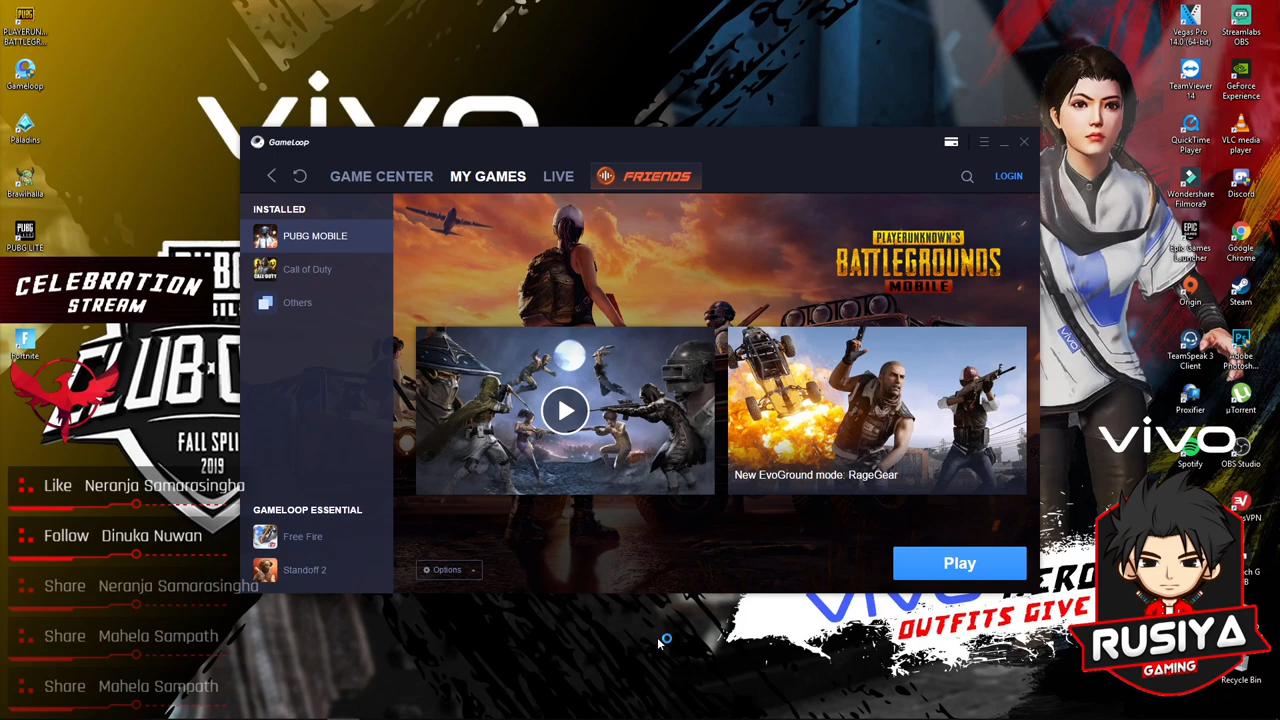 PLAYERUN...
BATTLEGR...
Gameloop
Paladins
Brawlhalla
PUBG LITE
CELEBRATION
STREAM
Fortnite
vivo
CLUB
FALL SPLI
2019
Like Neranja Samarasingha
Follow Dinuka Nuwan
Share Neranja Samarasingha
Share Mahela Sampath
Share Mahela Sampath
GameLoop
GAME CENTER
MY GAMES
LIVE
FRIENDS
LOGIN
INSTALLED
PUBG MOBILE
Call of Duty
Others
GAMELOOP ESSENTIAL
Free Fire
Standoff 2
PLAYERUNKNOWN'S
BATTLEGROUNDS
MOBILE
New EvoGround mode: RageGear
Options
Play
Vegas Pro
14.0 (64-bit)
Streamlabs
OBS
TeamViewer
14
GeForce
Experience
QuickTime
Player
VLC media
player
Wondershare
Filmora9
Discord
Epic Games
Launcher
Google
Chrome
Origin
Steam
TeamSpeak 3
Client
Adobe
Photosh...
Proxifier
µTorrent
vivo
Spotify
OBS Studio
OUTFITS GIVE
RUSIYA
GAMING
Recycle Bin